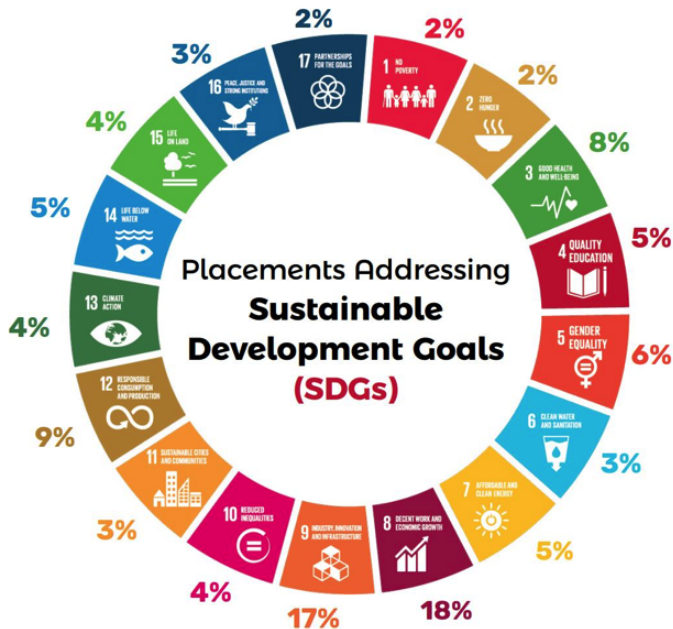 Placements Addressing
Sustainable
Development Goals
(SDGs)
2%
1 NO
POVERTY
2%
2 ZERO
HUNGER
8%
3 GOOD HEALTH
AND WELL-BEING
5%
4 QUALITY
EDUCATION
6%
5 GENDER
EQUALITY
3%
6 CLEAN WATER
AND SANITATION
5%
7 AFFORDABLE AND
CLEAN ENERGY
18%
8 DECENT WORK AND
ECONOMIC GROWTH
17%
9 INDUSTRY, INNOVATION
AND INFRASTRUCTURE
4%
10 REDUCED
INEQUALITIES
3%
11 SUSTAINABLE CITIES
AND COMMUNITIES
9%
12 RESPONSIBLE
CONSUMPTION
AND PRODUCTION
4%
13 CLIMATE
ACTION
5%
14 LIFE BELOW
WATER
4%
15 LIFE
ON LAND
3%
16 PEACE, JUSTICE AND
STRONG INSTITUTIONS
2%
17 PARTNERSHIPS
FOR THE GOALS